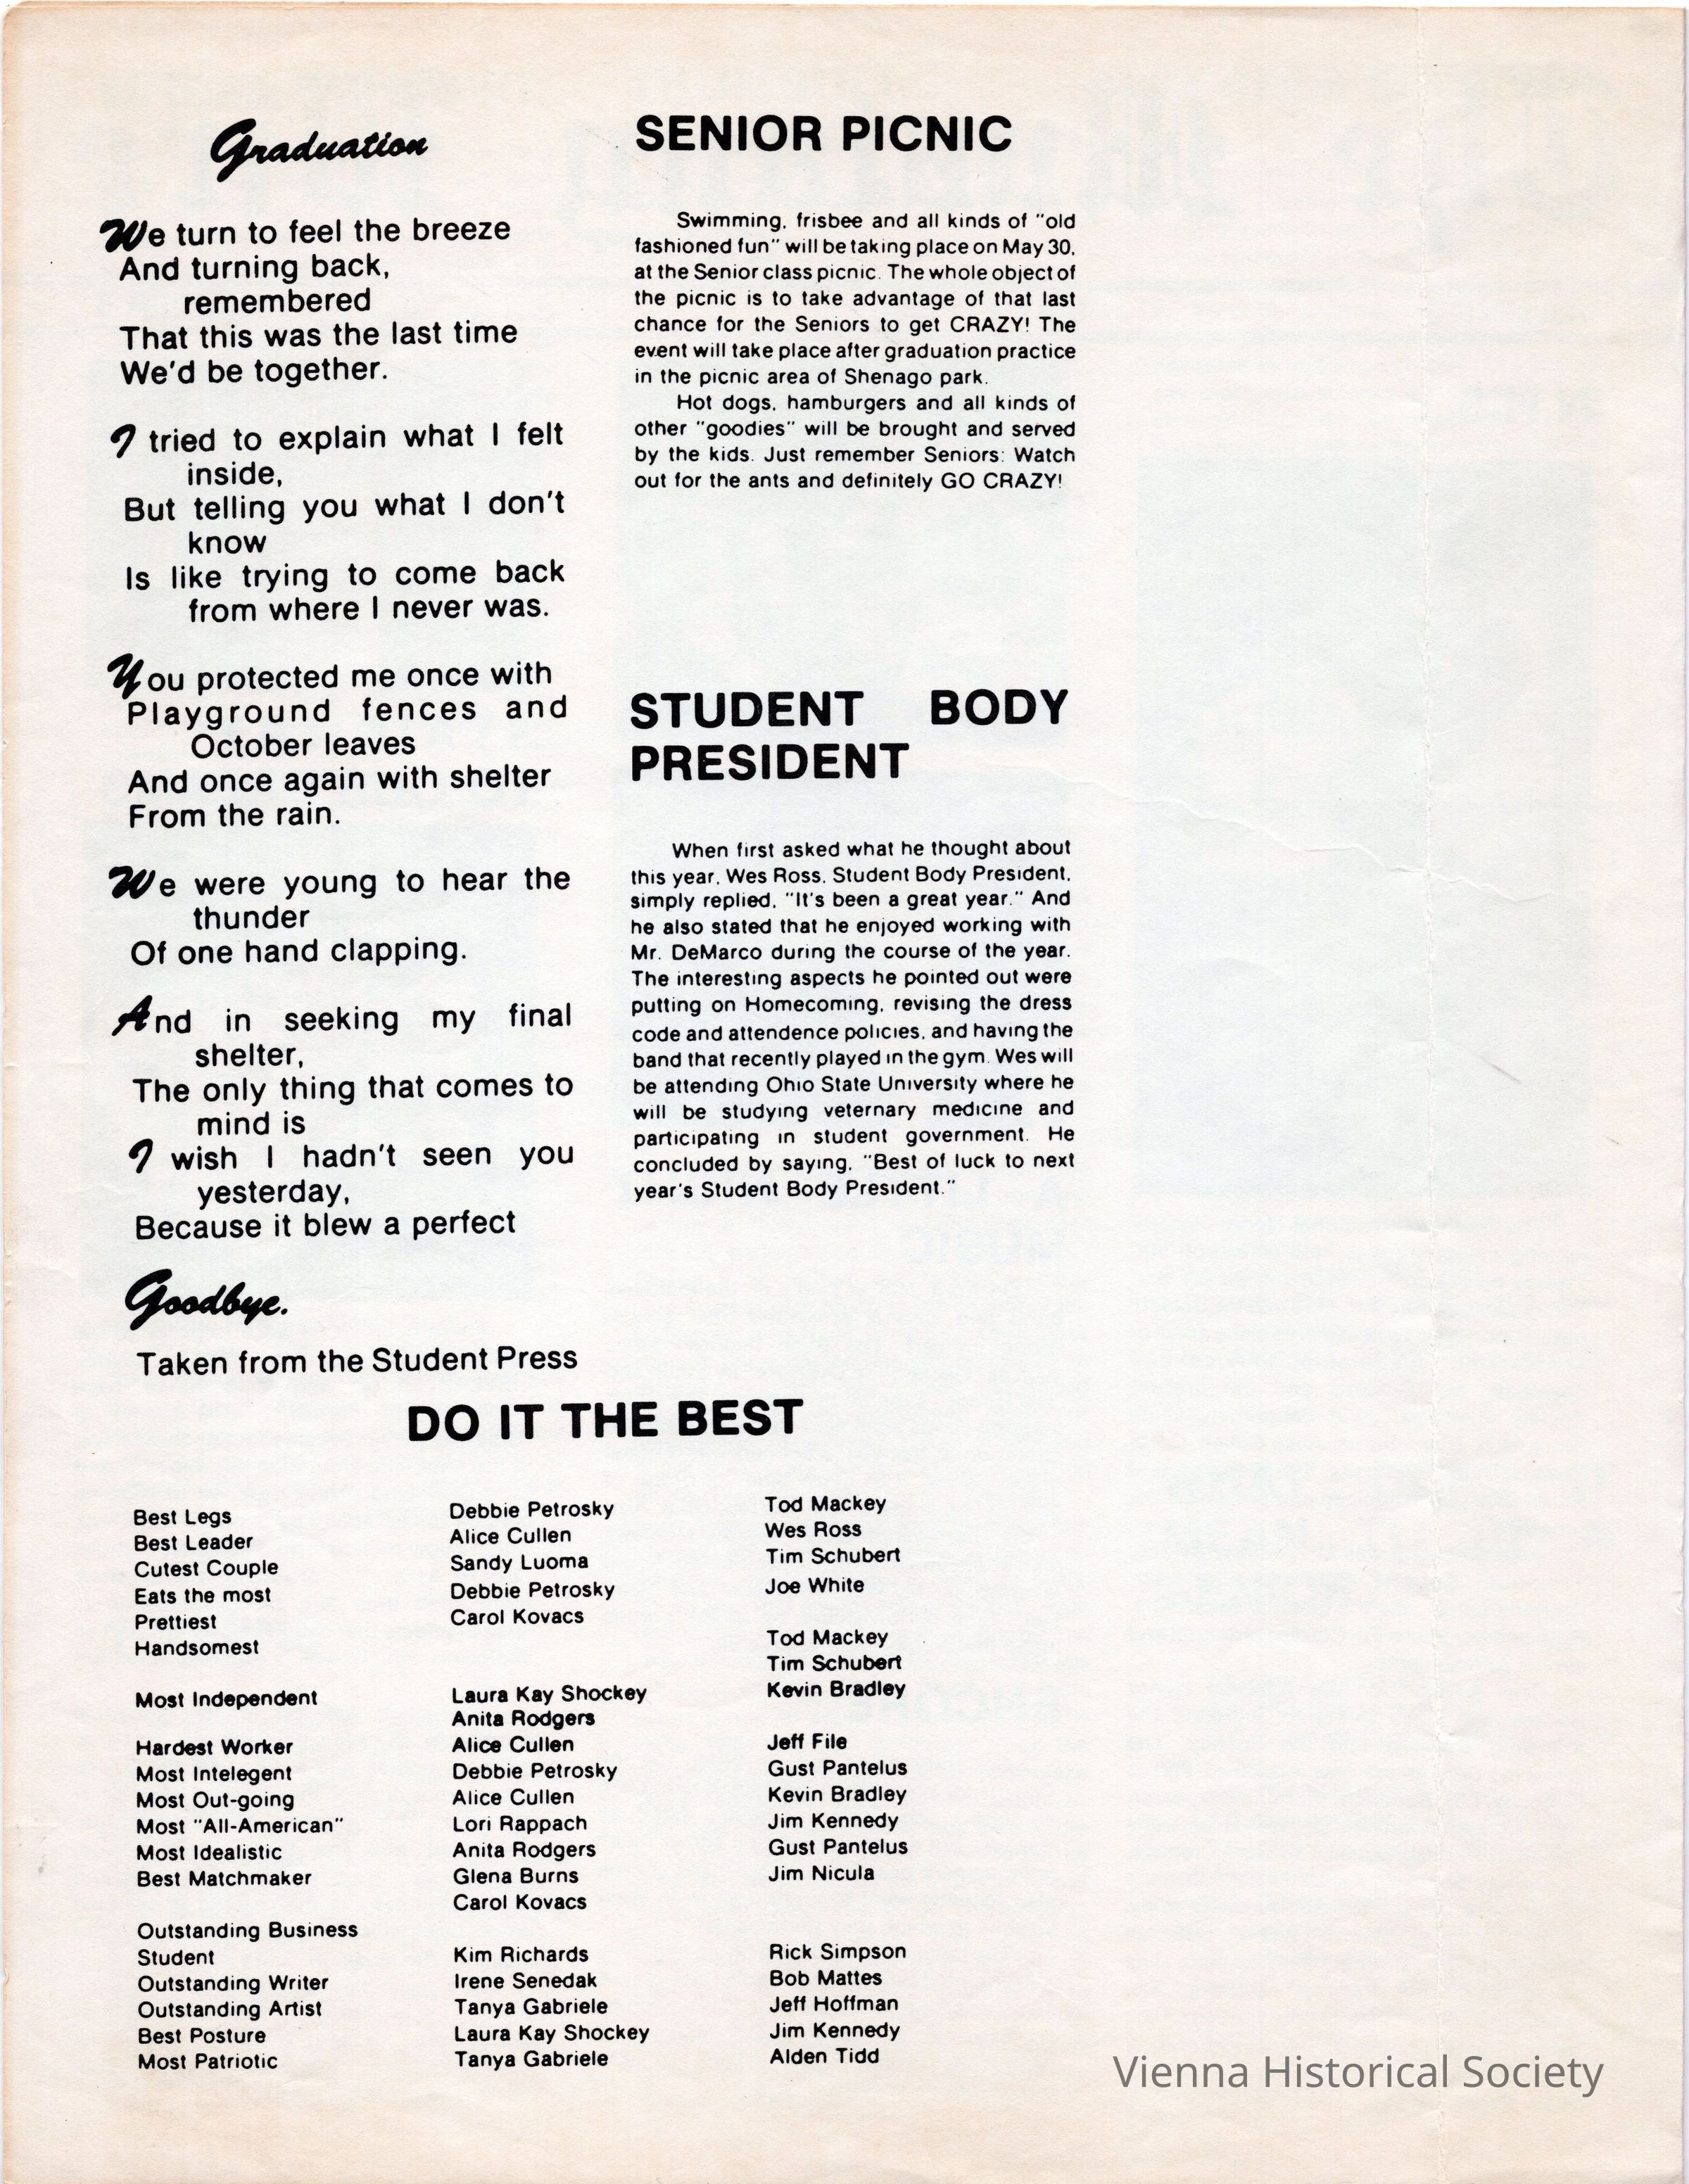 Graduation
We turn to feel the breeze
And turning back,
remembered
That this was the last time
We'd be together.
I tried to explain what I felt
inside,
But telling you what I don't
know
Is like trying to come back
from where I never was.
You protected me once with
Playground fences and
October leaves
And once again with shelter
From the rain.
We were young to hear the
thunder
Of one hand clapping.
And in seeking my final
shelter,
The only thing that comes to
mind is
I wish I hadn't seen you
yesterday,
Because it blew a perfect
Goodbye.
Taken from the Student Press
SENIOR PICNIC
Swimming, frisbee and all kinds of "old
fashioned fun" will be taking place on May 30,
at the Senior class picnic. The whole object of
the picnic is to take advantage of that last
chance for the Seniors to get CRAZY! The
event will take place after graduation practice
in the picnic area of Shenago park.
Hot dogs, hamburgers and all kinds of
other "goodies" will be brought and served
by the kids. Just remember Seniors: Watch
out for the ants and definitely GO CRAZY!
STUDENT BODY
PRESIDENT
When first asked what he thought about
this year, Wes Ross, Student Body President,
simply replied, "It's been a great year." And
he also stated that he enjoyed working with
Mr. DeMarco during the course of the year.
The interesting aspects he pointed out were
putting on Homecoming, revising the dress
code and attendence policies, and having the
band that recently played in the gym. Wes will
be attending Ohio State University where he
will be studying veternary medicine and
participating in student government. He
concluded by saying, "Best of luck to next
year's Student Body President."
DO IT THE BEST
Best Legs Debbie Petrosky Tod Mackey
Best Leader Alice Cullen Wes Ross
Cutest Couple Sandy Luoma Tim Schubert
Eats the most Debbie Petrosky Joe White
Prettiest Carol Kovacs
Handsomest Tod Mackey
Tim Schubert
Most Independent Laura Kay Shockey Kevin Bradley
Anita Rodgers
Hardest Worker Alice Cullen Jeff File
Most Intelegent Debbie Petrosky Gust Pantelus
Most Out-going Alice Cullen Kevin Bradley
Most "All-American" Lori Rappach Jim Kennedy
Most Idealistic Anita Rodgers Gust Pantelus
Best Matchmaker Glena Burns Jim Nicula
Carol Kovacs
Outstanding Business
Student Kim Richards Rick Simpson
Outstanding Writer Irene Senedak Bob Mattes
Outstanding Artist Tanya Gabriele Jeff Hoffman
Best Posture Laura Kay Shockey Jim Kennedy
Most Patriotic Tanya Gabriele Alden Tidd
Vienna Historical Society